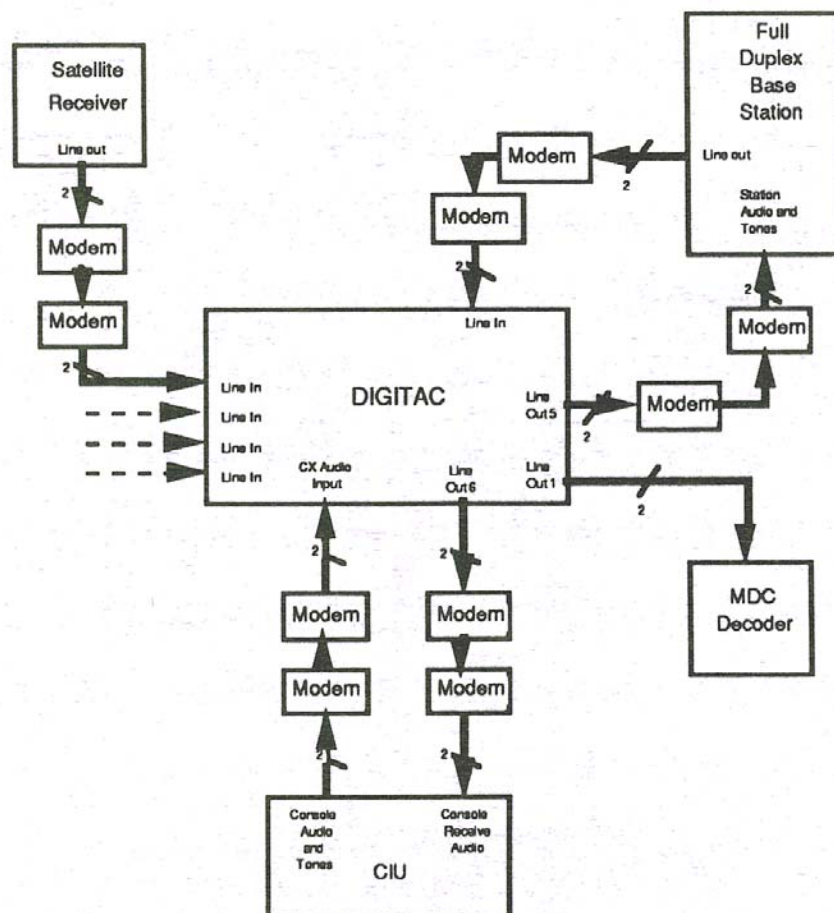 Satellite
Receiver
Line out
2
Modem
Modem
2
Full
Duplex
Base
Station
Line out
Station
Audio and
Tones
2
Modem
Modem
2
2
Modem
Line In
DIGITAC
Line In
Line In
Line In
Line In
CX Audio
Input
Line
Out 6
Line
Out 5
Line
Out 1
2
Modem
2
MDC
Decoder
2
Modem
Modem
2
2
Modem
Modem
2
Console
Audio
and
Tones
Console
Receive
Audio
CIU